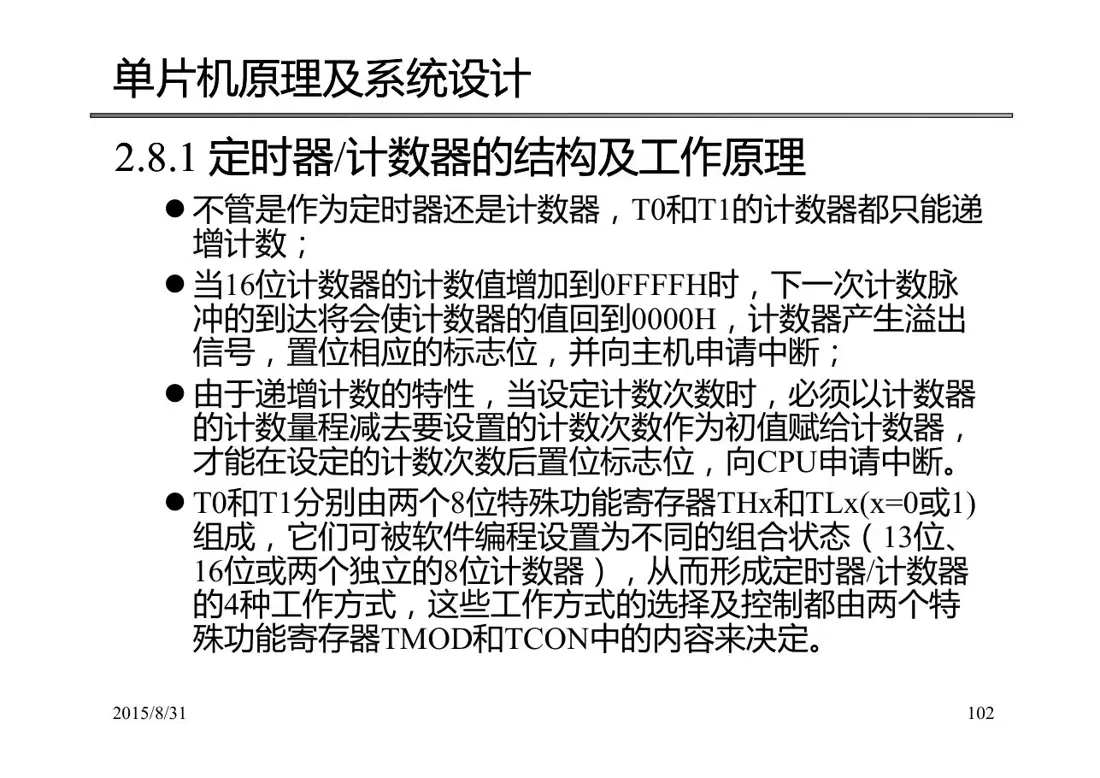 单片机原理及系统设计
2.8.1 定时器/计数器的结构及工作原理
● 不管是作为定时器还是计数器，T0和T1的计数器都只能递
增计数；
● 当16位计数器的计数值增加到0FFFFH时，下一次计数脉
冲的到达将会使计数器的值回到0000H，计数器产生溢出
信号，置位相应的标志位，并向主机申请中断；
● 由于递增计数的特性，当设定计数次数时，必须以计数器
的计数量程减去要设置的计数次数作为初值赋给计数器，
才能在设定的计数次数后置位标志位，向CPU申请中断。
● T0和T1分别由两个8位特殊功能寄存器THx和TLx(x=0或1)
组成，它们可被软件编程设置为不同的组合状态（13位、
16位或两个独立的8位计数器），从而形成定时器/计数器
的4种工作方式，这些工作方式的选择及控制都由两个特
殊功能寄存器TMOD和TCON中的内容来决定。
2015/8/31
102